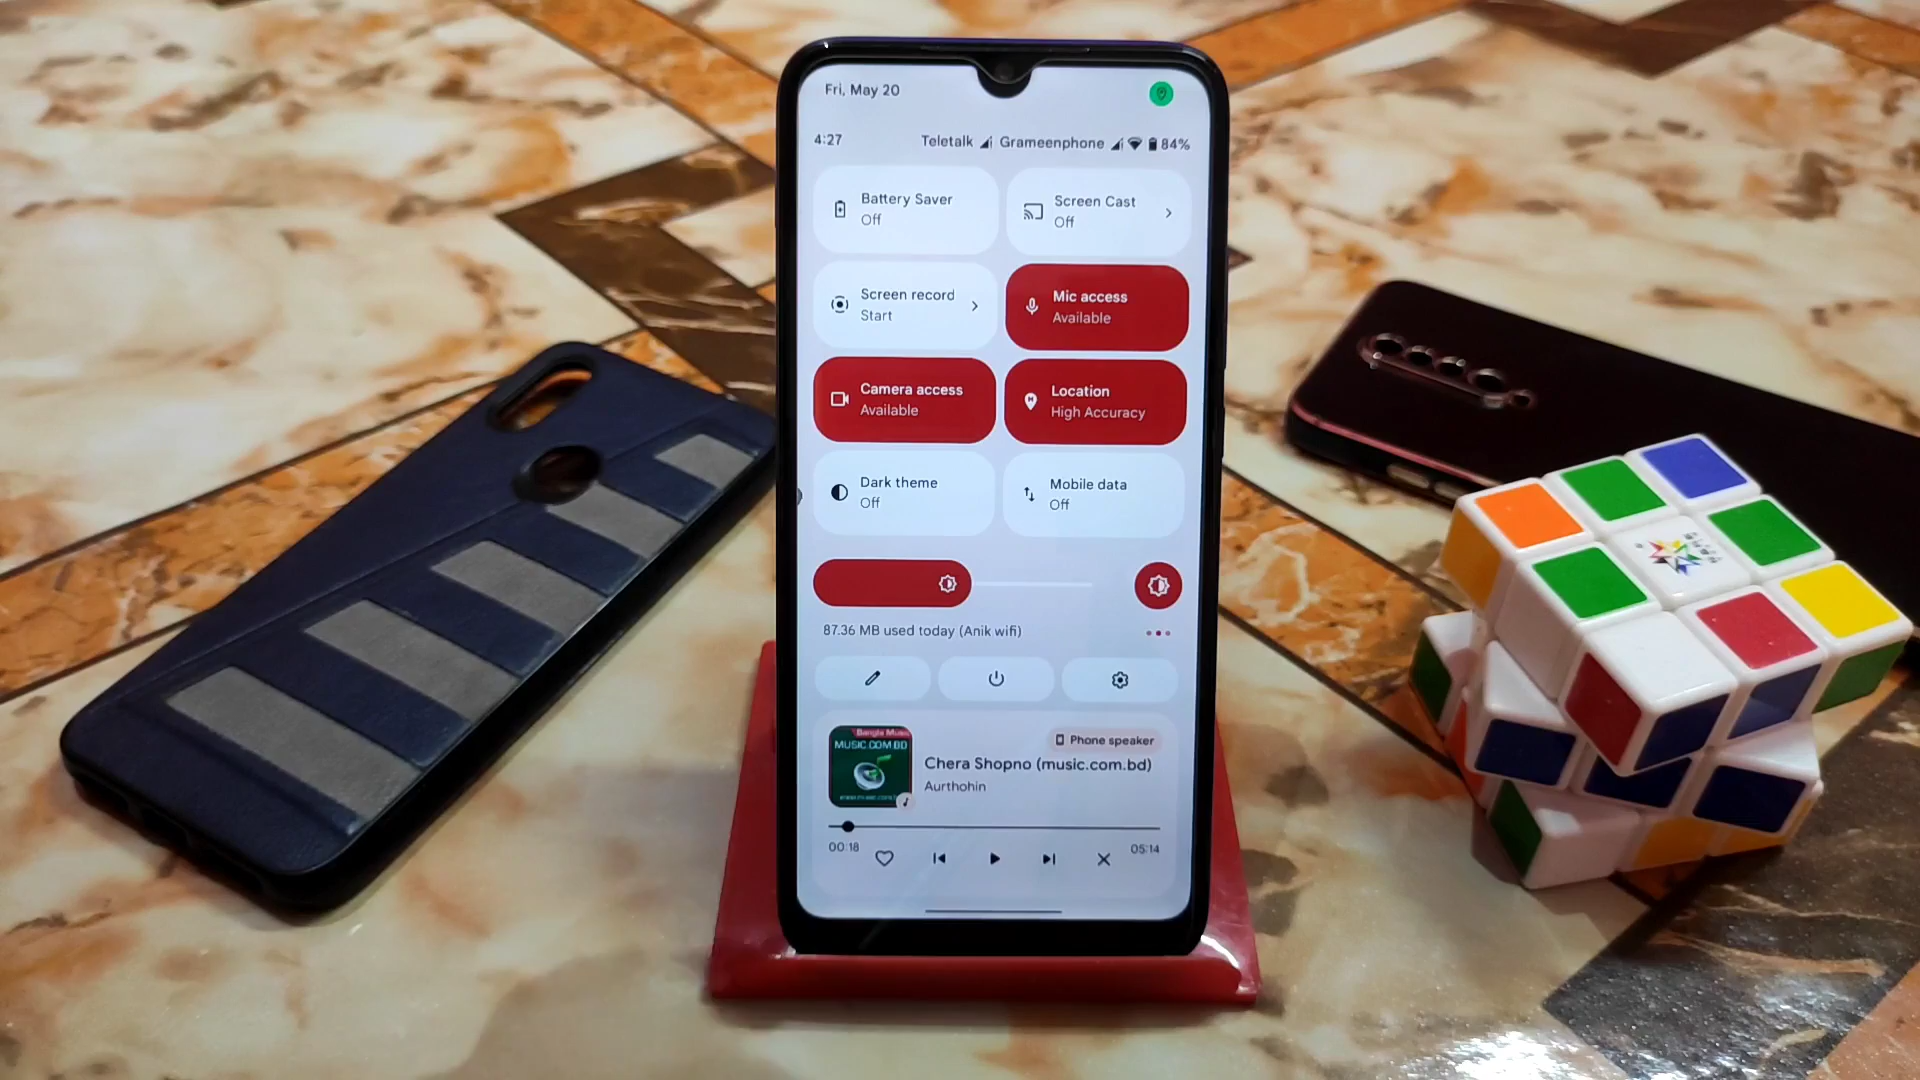 Fri, May 20
4:27
Teletalk Grameenphone 84%
Battery Saver
Off
Screen Cast
Off
Screen record
Start
Mic access
Available
Camera access
Available
Location
High Accuracy
Dark theme
Off
Mobile data
Off
87.36 MB used today (Anik wifi)
Bangla Music
MUSIC.COM.BD
Phone speaker
Chera Shopno (music.com.bd)
Aurthohin
00:18
05:14